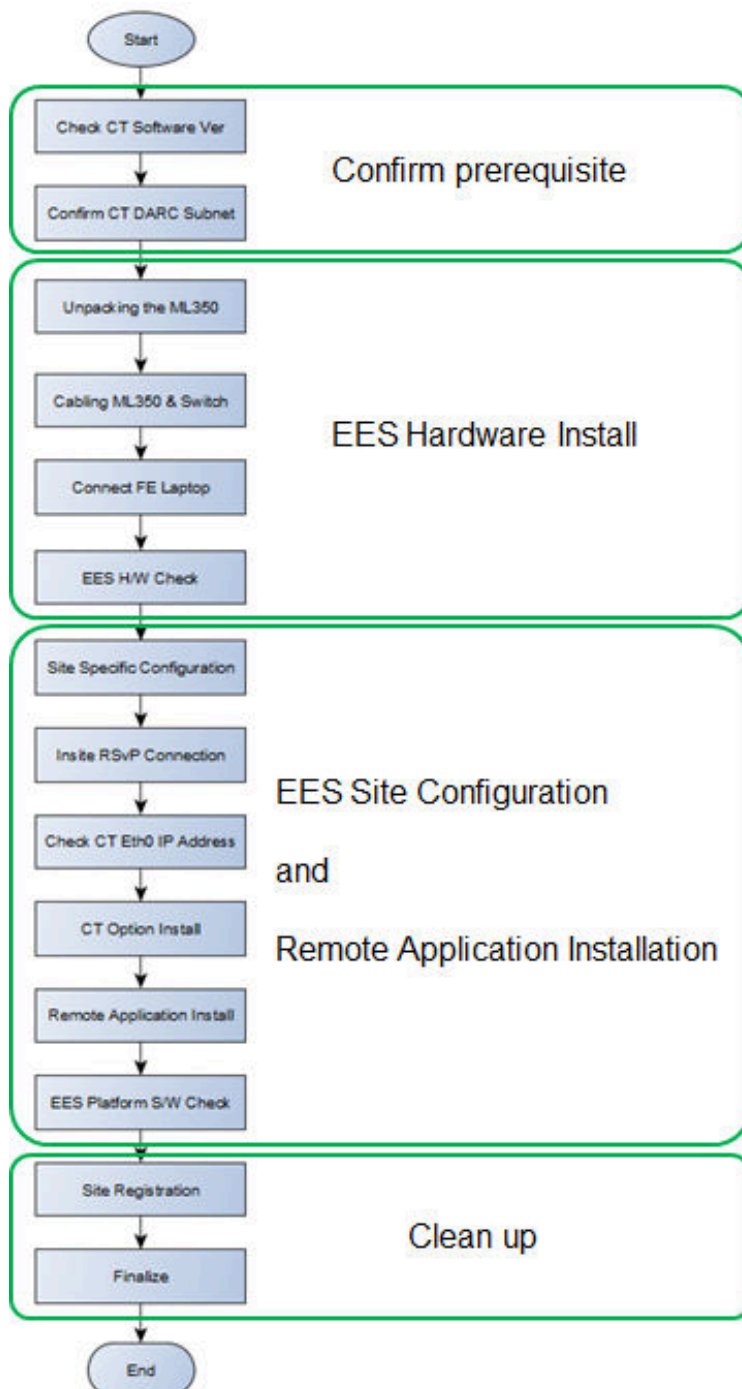 Start
Check CT Software Ver
Confirm CT DARC Subnet
Confirm prerequisite
Unpacking the ML350
Cabling ML350 & Switch
Connect FE Laptop
EES H/W Check
EES Hardware Install
Site Specific Configuration
Insite RSvP Connection
Check CT Eth0 IP Address
CT Option Install
Remote Application Install
EES Platform S/W Check
EES Site Configuration
and
Remote Application Installation
Site Registration
Finalize
Clean up
End